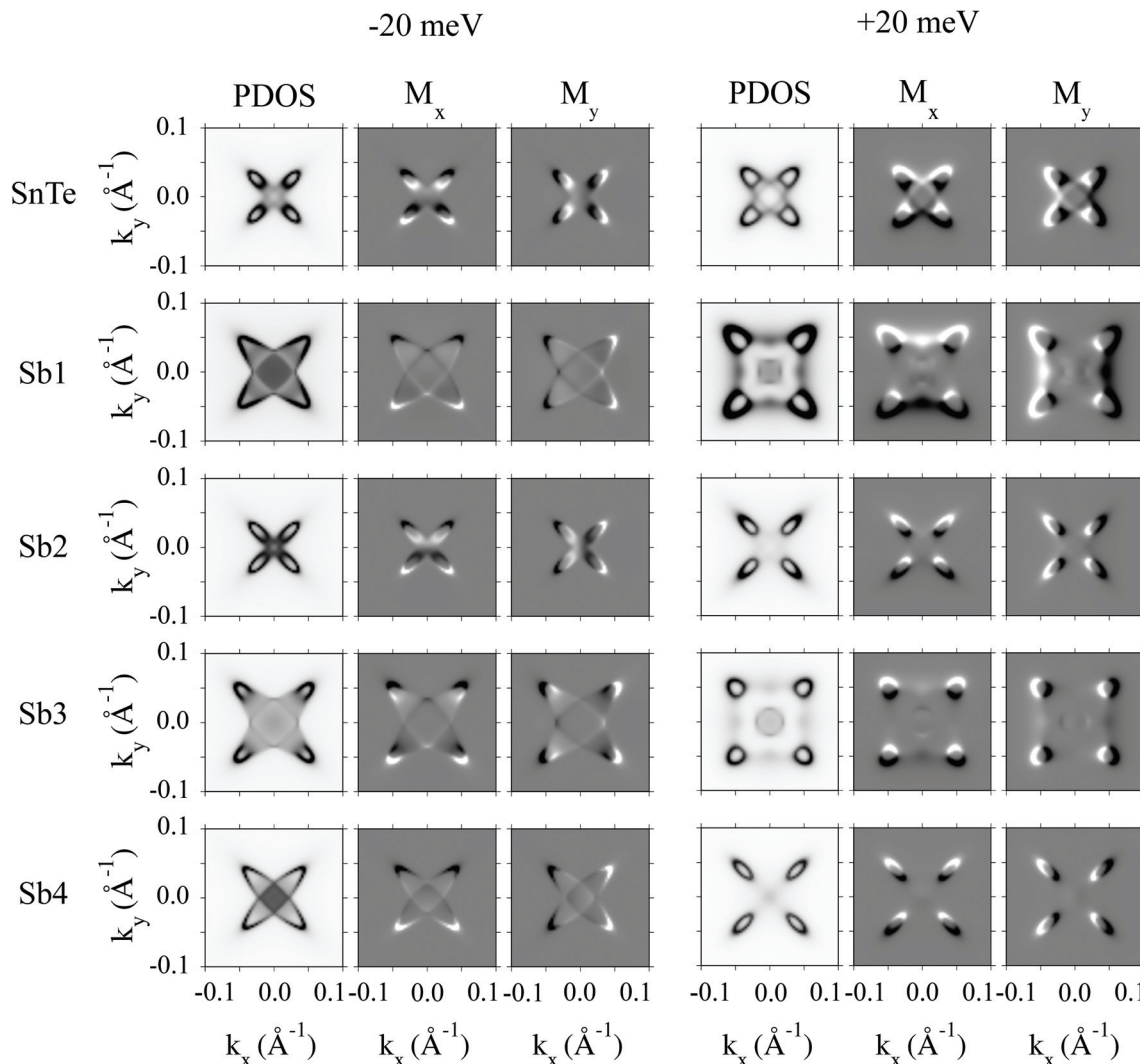 -20 meV +20 meV
PDOS M_x M_y PDOS M_x M_y
SnTe k_y (Å⁻¹) 0.1 0.0 -0.1
Sb1 k_y (Å⁻¹) 0.1 0.0 -0.1
Sb2 k_y (Å⁻¹) 0.1 0.0 -0.1
Sb3 k_y (Å⁻¹) 0.1 0.0 -0.1
Sb4 k_y (Å⁻¹) 0.1 0.0 -0.1
-0.1 0.0 0.1 -0.1 0.0 0.1 -0.1 0.0 0.1 -0.1 0.0 0.1 -0.1 0.0 0.1 -0.1 0.0
k_x (Å⁻¹) k_x (Å⁻¹) k_x (Å⁻¹) k_x (Å⁻¹) k_x (Å⁻¹) k_x (Å⁻¹)